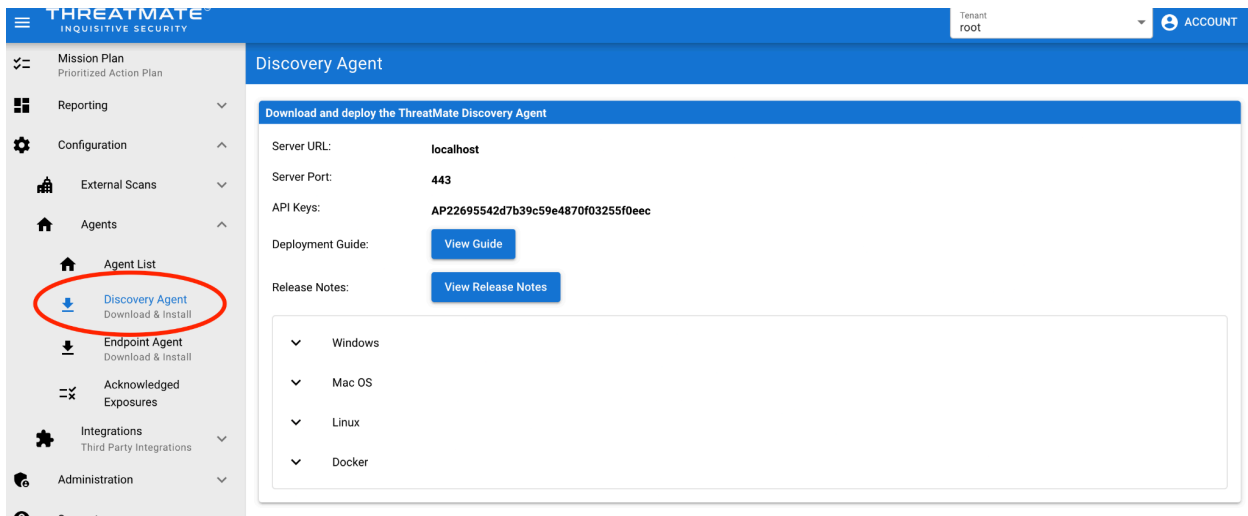 THREATMATE
INQUISITIVE SECURITY
Tenant
root
ACCOUNT
Mission Plan
Prioritized Action Plan
Reporting
Configuration
External Scans
Agents
Agent List
Discovery Agent
Download & Install
Endpoint Agent
Download & Install
Acknowledged
Exposures
Integrations
Third Party Integrations
Administration
Discovery Agent
Download and deploy the ThreatMate Discovery Agent
Server URL: localhost
Server Port: 443
API Keys: AP22695542d7b39c59e4870f03255f0eec
Deployment Guide: View Guide
Release Notes: View Release Notes
Windows
Mac OS
Linux
Docker